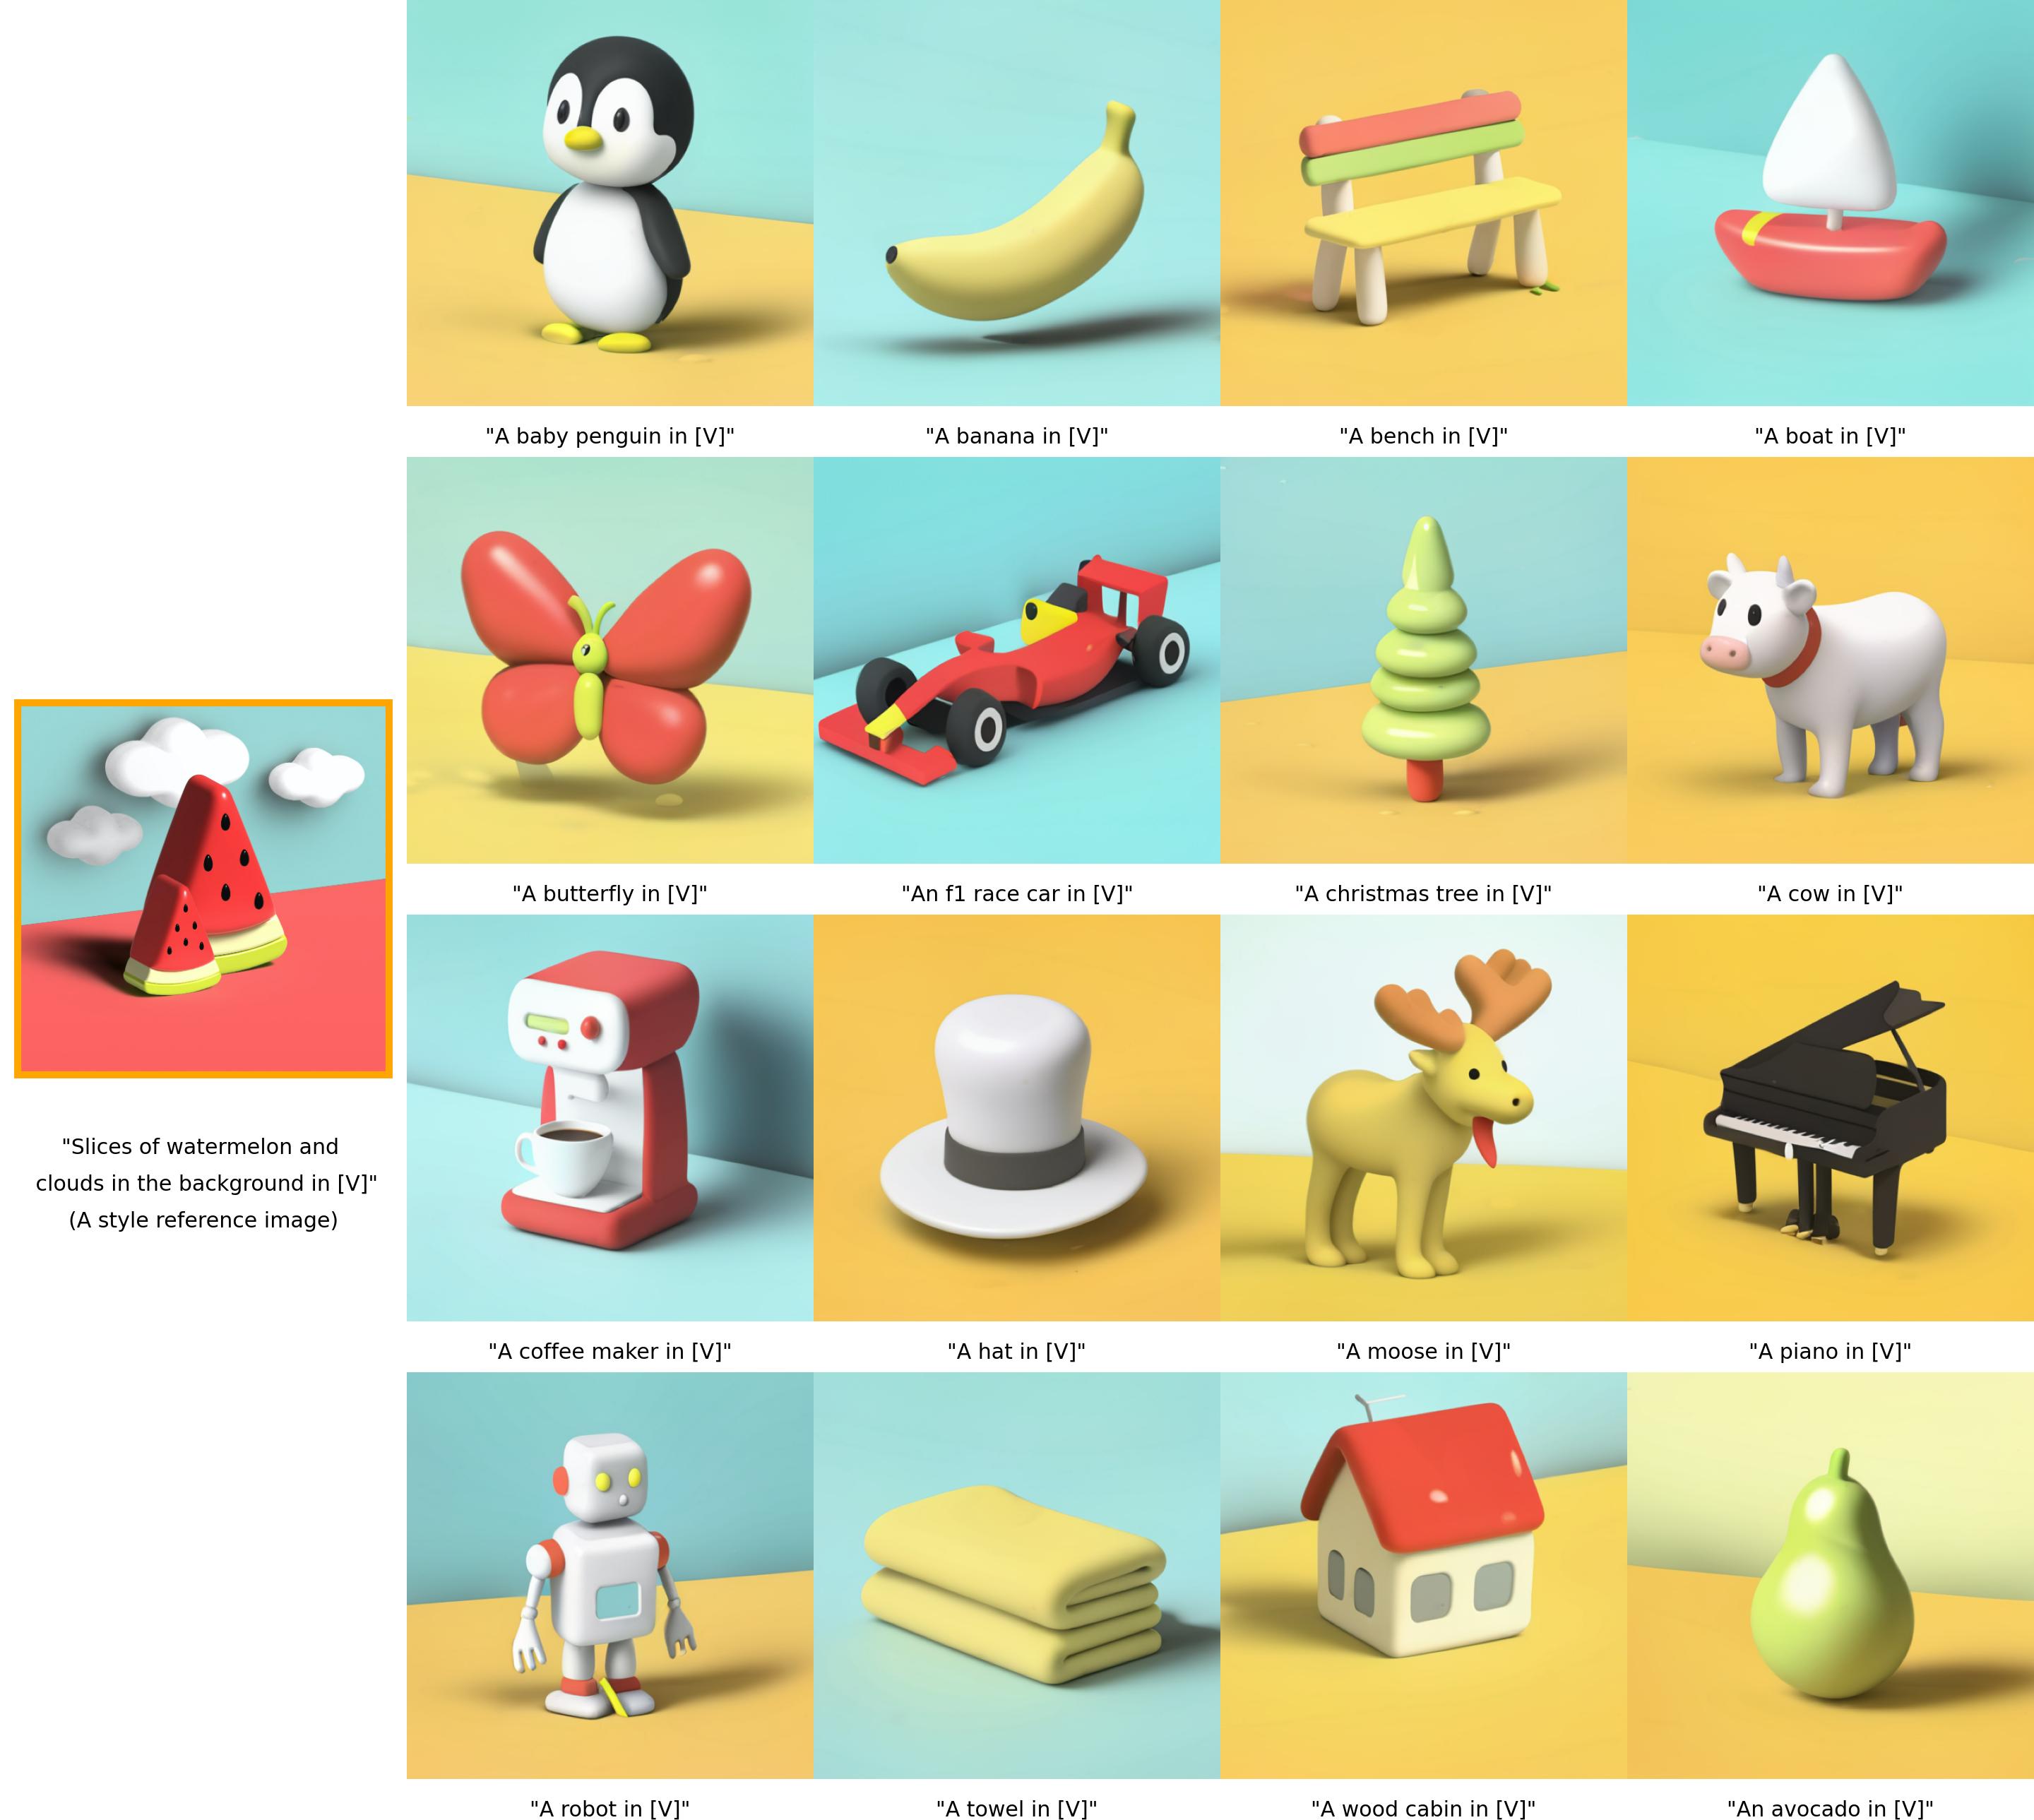 "A baby penguin in [V]"
"A banana in [V]"
"A bench in [V]"
"A boat in [V]"
"A butterfly in [V]"
"An f1 race car in [V]"
"A christmas tree in [V]"
"A cow in [V]"
"Slices of watermelon and
clouds in the background in [V]"
(A style reference image)
"A coffee maker in [V]"
"A hat in [V]"
"A moose in [V]"
"A piano in [V]"
"A robot in [V]"
"A towel in [V]"
"A wood cabin in [V]"
"An avocado in [V]"